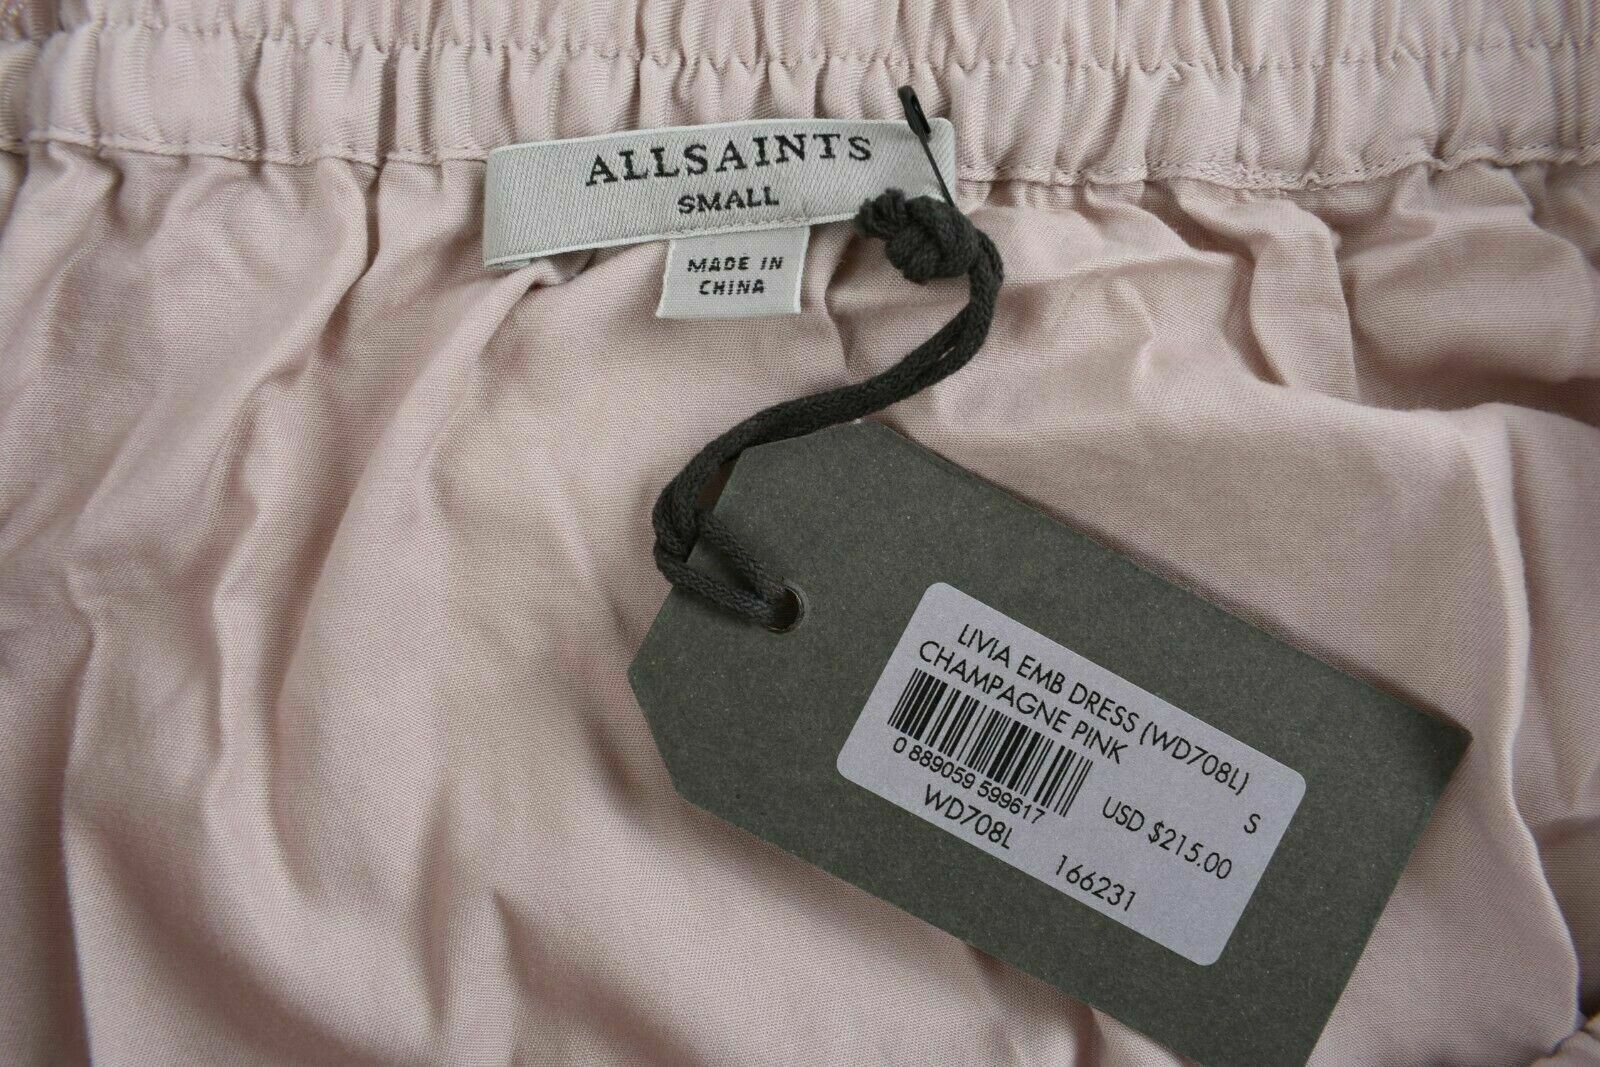 ALLSAINTS
SMALL
MADE IN
CHINA
LIVIA EMB DRESS (WD708L)
CHAMPAGNE PINK
S
0 889059 599617
USD $215.00
WD708L
166231